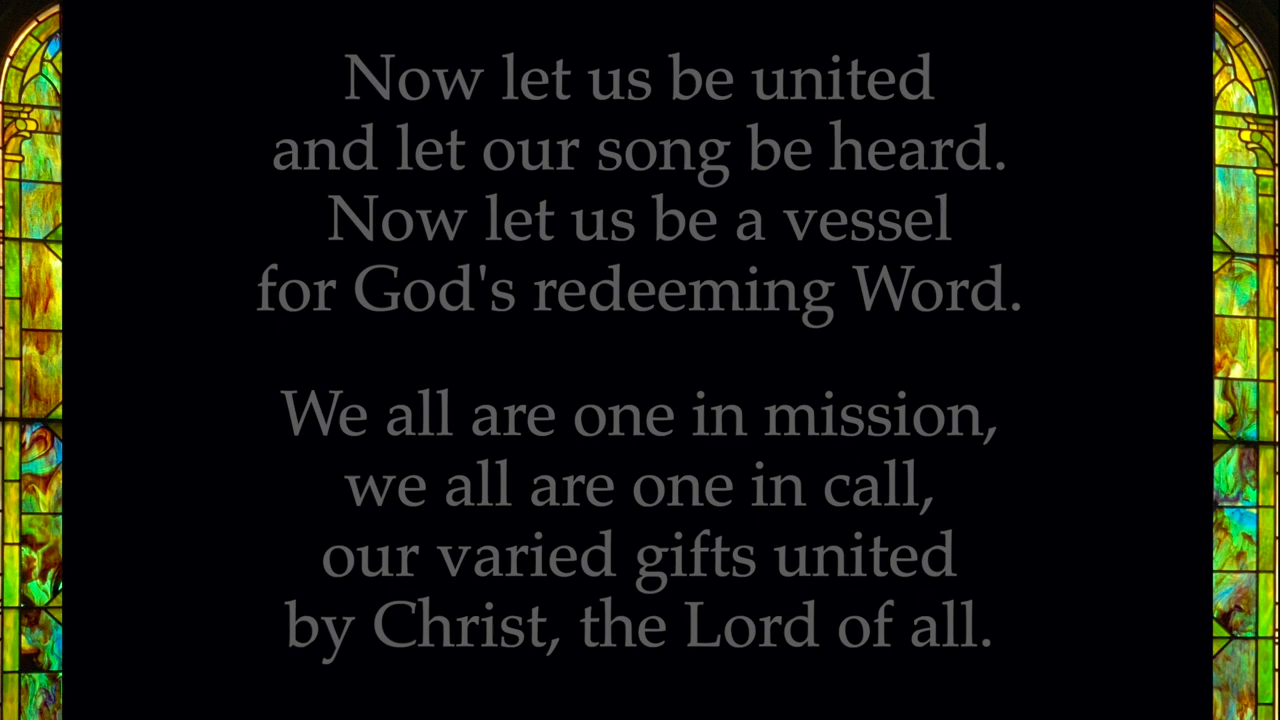 Now let us be united
and let our song be heard.
Now let us be a vessel
for God's redeeming Word.
We all are one in mission,
we all are one in call,
our varied gifts united
by Christ, the Lord of all.